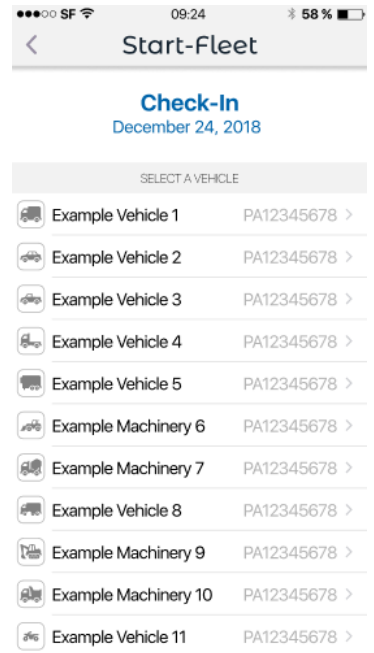 SF 09:24 58 %
Start-Fleet
Check-In
December 24, 2018
SELECT A VEHICLE
Example Vehicle 1 PA12345678
Example Vehicle 2 PA12345678
Example Vehicle 3 PA12345678
Example Vehicle 4 PA12345678
Example Vehicle 5 PA12345678
Example Machinery 6 PA12345678
Example Machinery 7 PA12345678
Example Vehicle 8 PA12345678
Example Machinery 9 PA12345678
Example Machinery 10 PA12345678
Example Vehicle 11 PA12345678